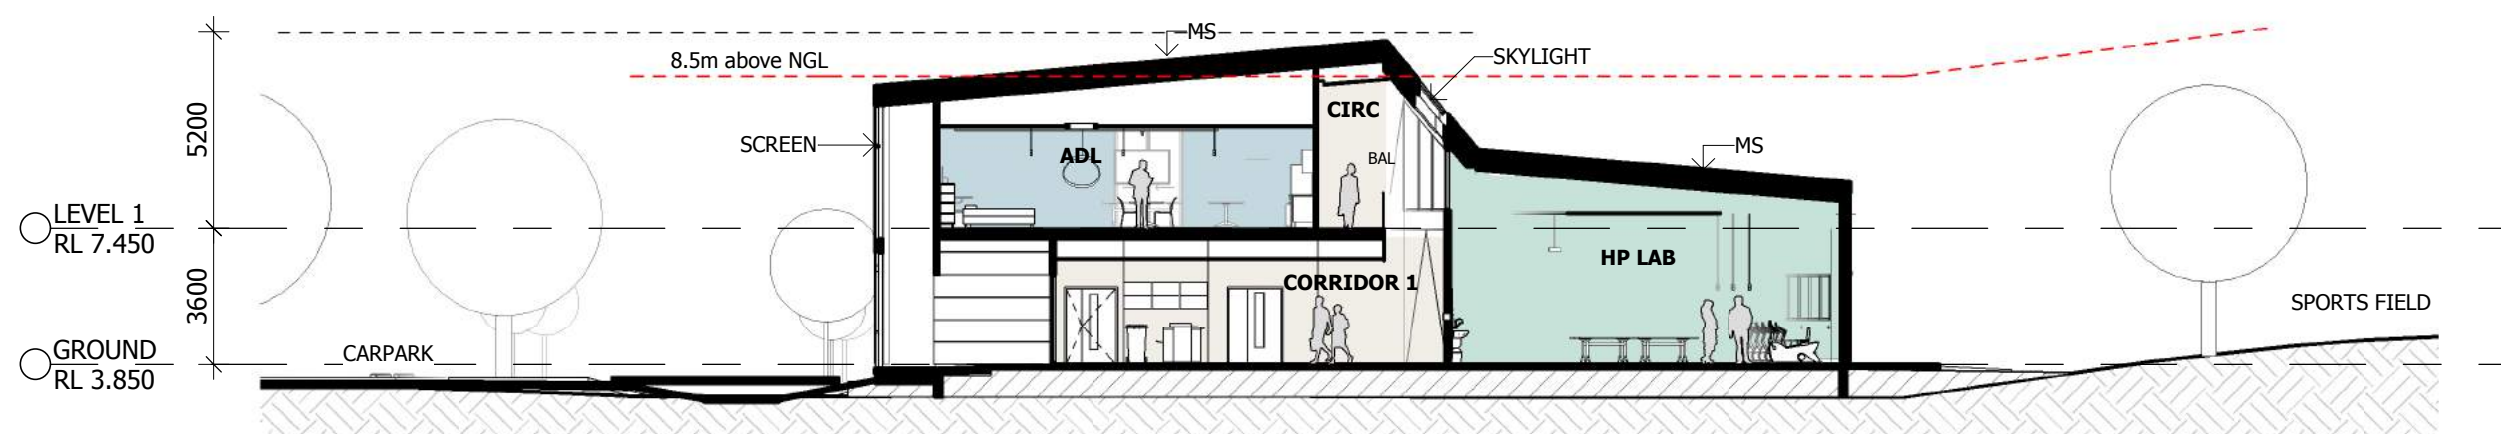 MS
8.5m above NGL
SKYLIGHT
5200
CIRC
SCREEN
ADL
BAL
MS
LEVEL 1
RL 7.450
HP LAB
CORRIDOR 1
3600
SPORTS FIELD
GROUND
RL 3.850
CARPARK